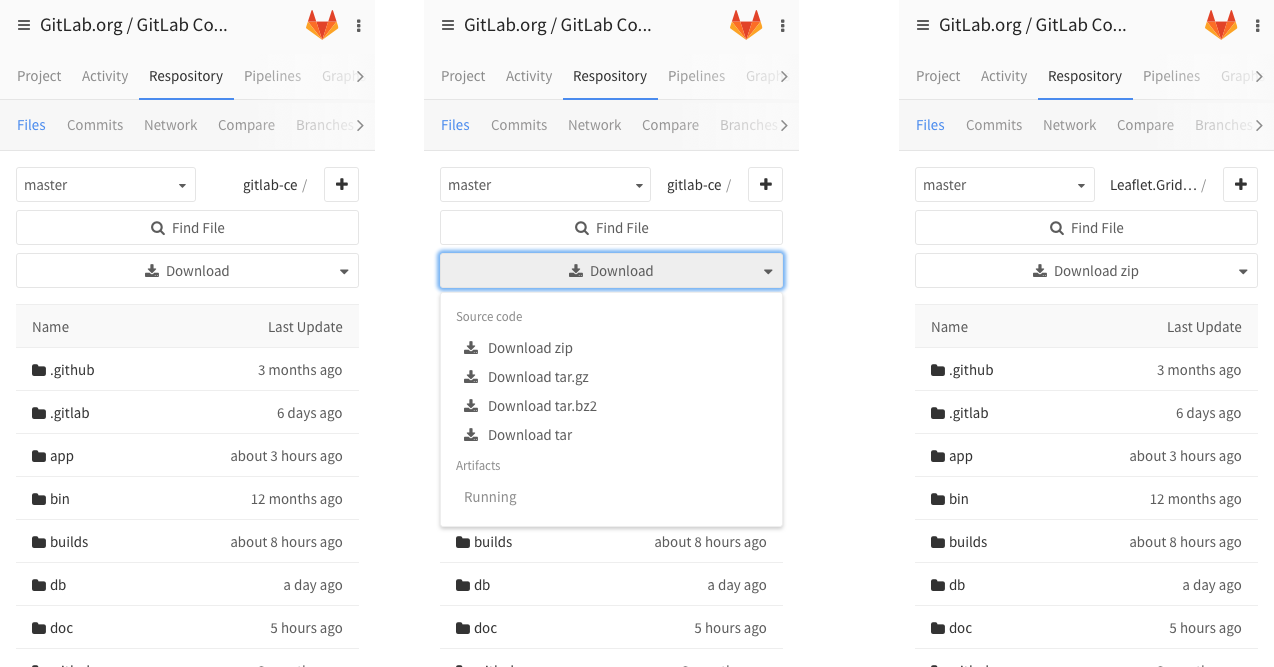 GitLab.org / GitLab Co...
Project Activity Respository Pipelines Graph
Files Commits Network Compare Branches
master gitlab-ce /
Find File
Download
Name Last Update
.github 3 months ago
.gitlab 6 days ago
app about 3 hours ago
bin 12 months ago
builds about 8 hours ago
db a day ago
doc 5 hours ago
GitLab.org / GitLab Co...
Project Activity Respository Pipelines Graph
Files Commits Network Compare Branches
master gitlab-ce /
Find File
Download
Source code
Download zip
Download tar.gz
Download tar.bz2
Download tar
Artifacts
Running
builds about 8 hours ago
db a day ago
doc 5 hours ago
GitLab.org / GitLab Co...
Project Activity Respository Pipelines Graph
Files Commits Network Compare Branches
master Leaflet.Grid... /
Find File
Download zip
Name Last Update
.github 3 months ago
.gitlab 6 days ago
app about 3 hours ago
bin 12 months ago
builds about 8 hours ago
db a day ago
doc 5 hours ago